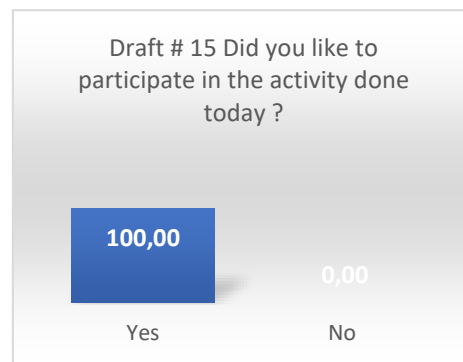 Draft # 15 Did you like to
participate in the activity done
today ?
100,00
0,00
Yes
No